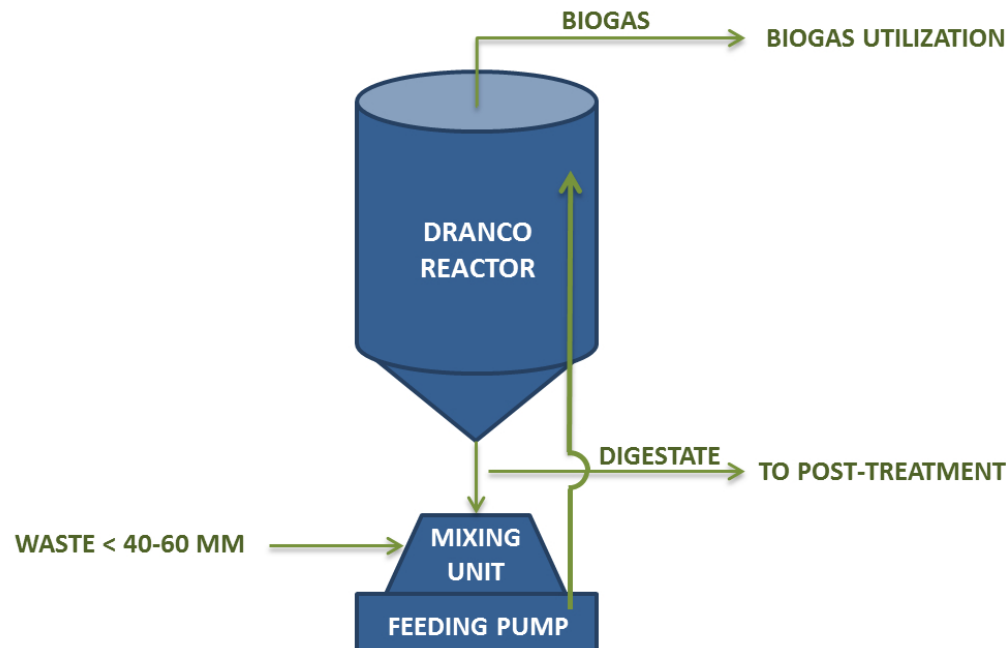 BIOGAS
BIOGAS UTILIZATION
DRANCO
REACTOR
DIGESTATE
TO POST-TREATMENT
WASTE < 40-60 MM
MIXING
UNIT
FEEDING PUMP